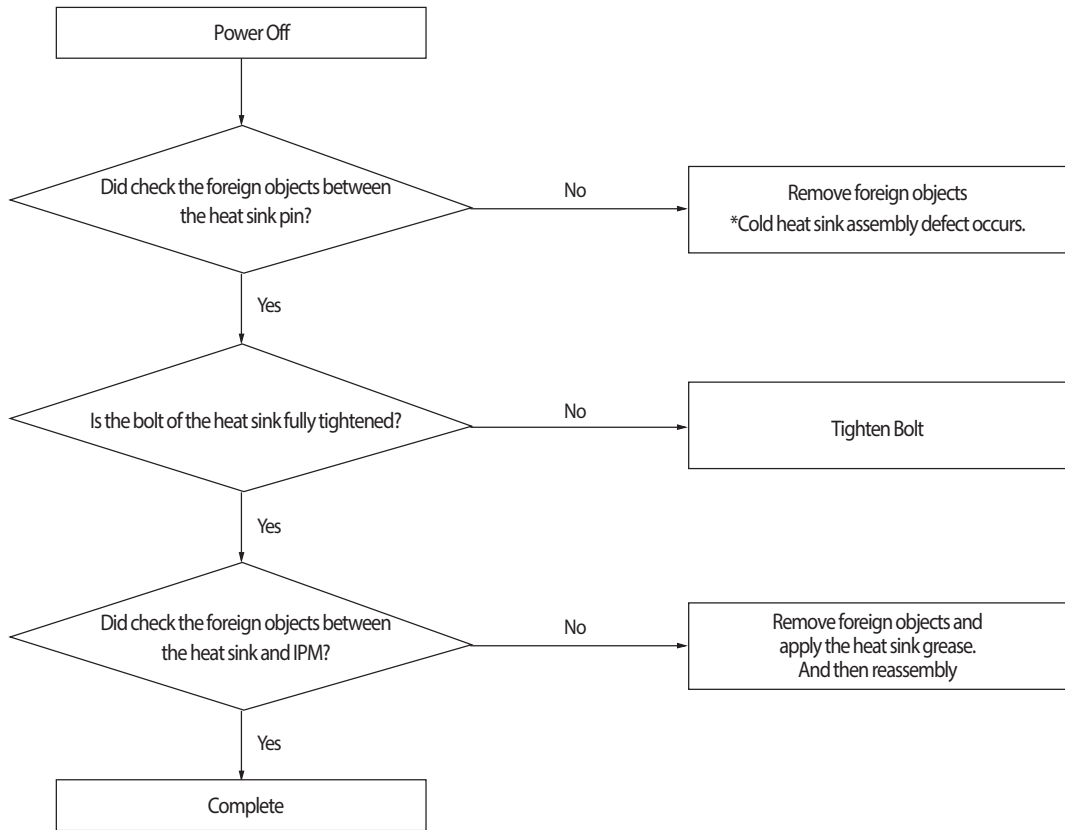 Power Off
Did check the foreign objects between
the heat sink pin?
No
Remove foreign objects
*Cold heat sink assembly defect occurs.
Yes
Is the bolt of the heat sink fully tightened?
No
Tighten Bolt
Yes
Did check the foreign objects between
the heat sink and IPM?
No
Remove foreign objects and
apply the heat sink grease.
And then reassembly
Yes
Complete